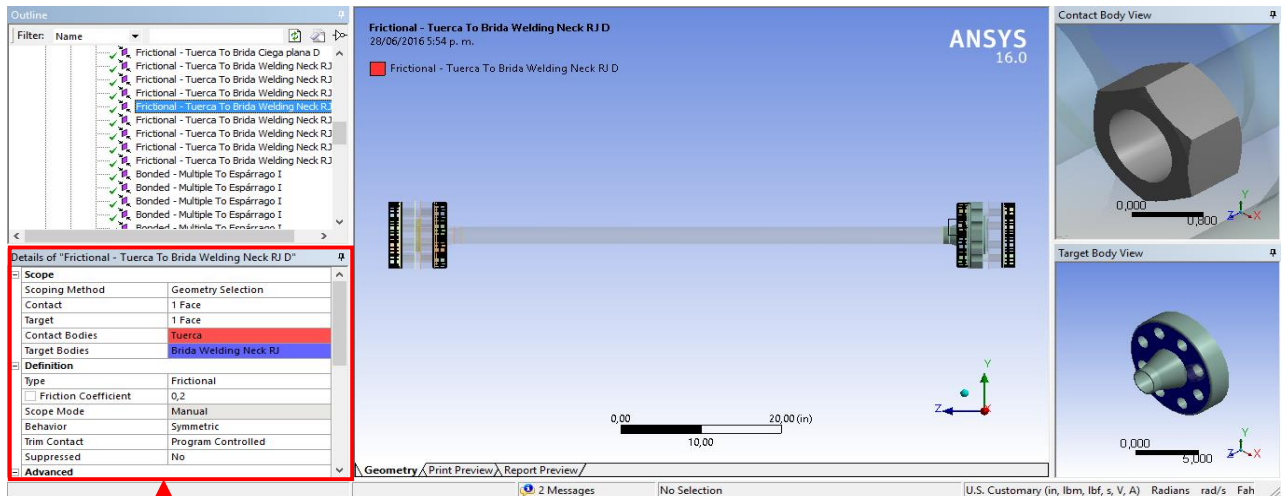 Outline
Filter: Name
Frictional - Tuerca To Brida Ciega plana D
Frictional - Tuerca To Brida Welding Neck RJ
Frictional - Tuerca To Brida Welding Neck RJ
Frictional - Tuerca To Brida Welding Neck RJ
Frictional - Tuerca To Brida Welding Neck RJ
Frictional - Tuerca To Brida Welding Neck RJ
Frictional - Tuerca To Brida Welding Neck RJ
Frictional - Tuerca To Brida Welding Neck RJ
Frictional - Tuerca To Brida Welding Neck RJ
Bonded - Multiple To Espárrago I
Bonded - Multiple To Espárrago I
Bonded - Multiple To Espárrago I
Bonded - Multiple To Espárrago I
Bonded - Multiple To Espárrago I
Details of "Frictional - Tuerca To Brida Welding Neck RJ D"
Scope
Scoping Method Geometry Selection
Contact 1 Face
Target 1 Face
Contact Bodies Tuerca
Target Bodies Brida Welding Neck RJ
Definition
Type Frictional
Friction Coefficient 0,2
Scope Mode Manual
Behavior Symmetric
Trim Contact Program Controlled
Suppressed No
Advanced
Frictional - Tuerca To Brida Welding Neck RJ D
28/06/2016 5:54 p. m.
Frictional - Tuerca To Brida Welding Neck RJ D
ANSYS
16.0
Y
Z
0,00 20,00 (in)
10,00
Geometry Print Preview Report Preview
Contact Body View
0,000
0,800
Y
Z X
Target Body View
0,000
5,000
Y
Z X
2 Messages No Selection U.S. Customary (in, lbm, lbf, s, V, A) Radians rad/s Fah